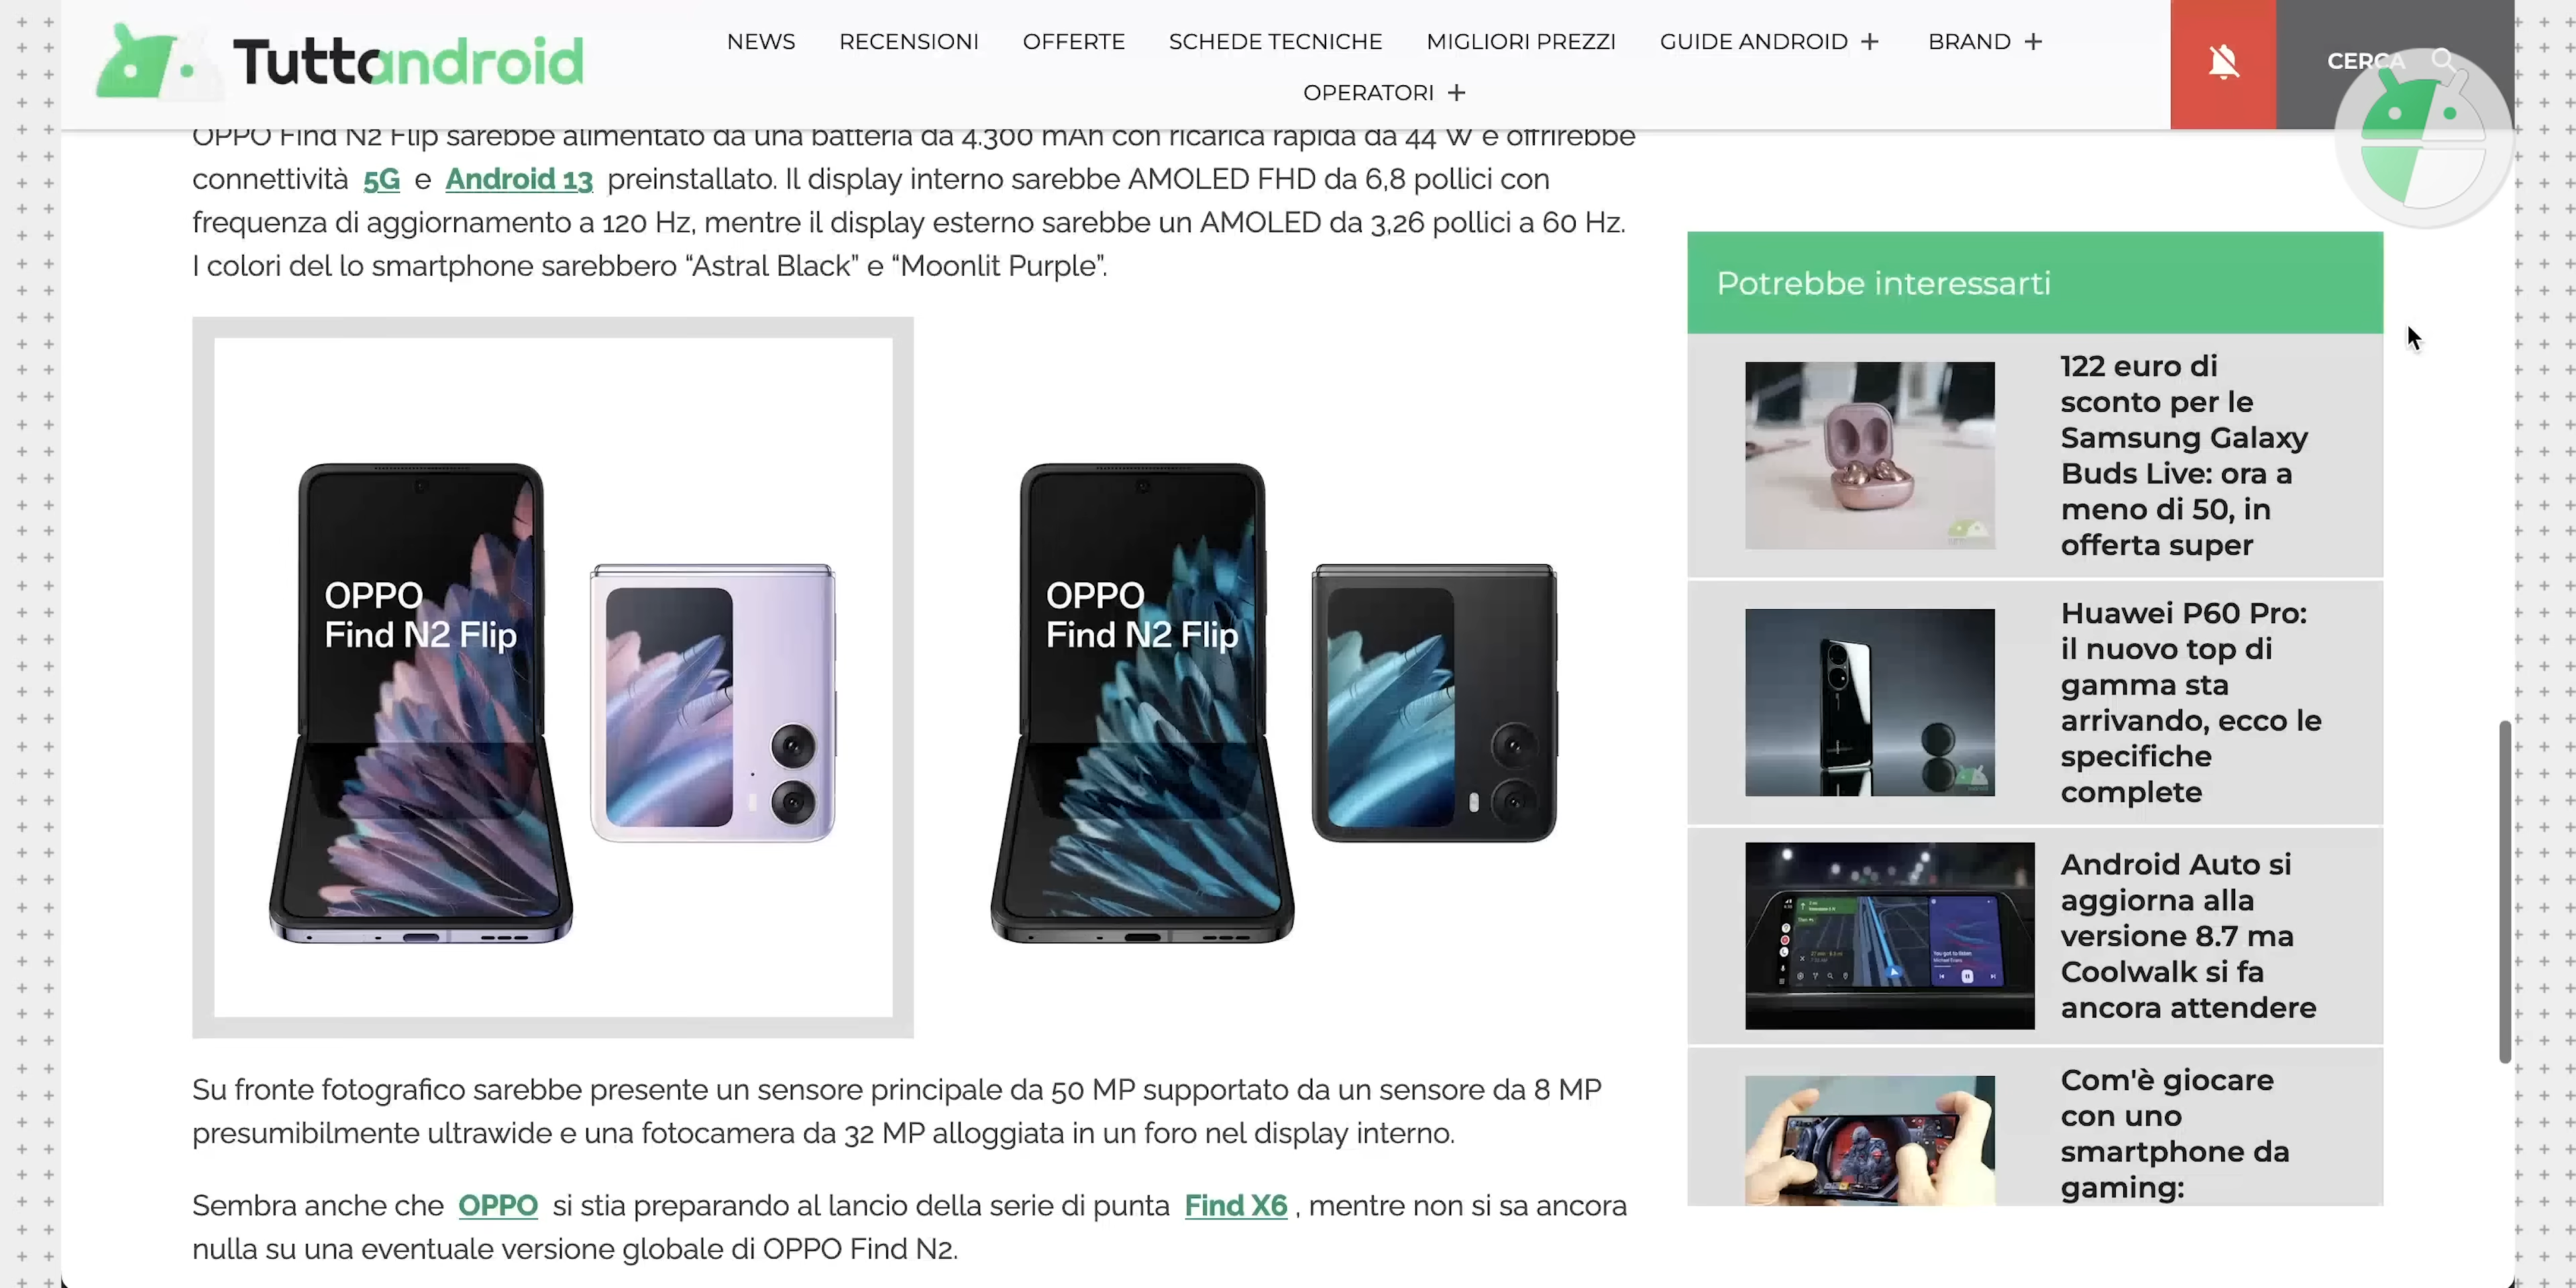 Tuttoandroid
NEWS RECENSIONI OFFERTE SCHEDE TECNICHE MIGLIORI PREZZI GUIDE ANDROID + BRAND +
OPERATORI +
CERCA
OPPO Find N2 Flip sarebbe alimentato da una batteria da 4.300 mAh con ricarica rapida da 44 W e offrirebbe
connettività 5G e Android 13 preinstallato. Il display interno sarebbe AMOLED FHD da 6,8 pollici con
frequenza di aggiornamento a 120 Hz, mentre il display esterno sarebbe un AMOLED da 3,26 pollici a 60 Hz.
I colori del lo smartphone sarebbero “Astral Black” e “Moonlit Purple”.
OPPO
Find N2 Flip
OPPO
Find N2 Flip
Su fronte fotografico sarebbe presente un sensore principale da 50 MP supportato da un sensore da 8 MP
presumibilmente ultrawide e una fotocamera da 32 MP alloggiata in un foro nel display interno.
Sembra anche che OPPO si stia preparando al lancio della serie di punta Find X6 , mentre non si sa ancora
nulla su una eventuale versione globale di OPPO Find N2.
Potrebbe interessarti
122 euro di
sconto per le
Samsung Galaxy
Buds Live: ora a
meno di 50, in
offerta super
Huawei P60 Pro:
il nuovo top di
gamma sta
arrivando, ecco le
specifiche
complete
Android Auto si
aggiorna alla
versione 8.7 ma
Coolwalk si fa
ancora attendere
Com'è giocare
con uno
smartphone da
gaming: